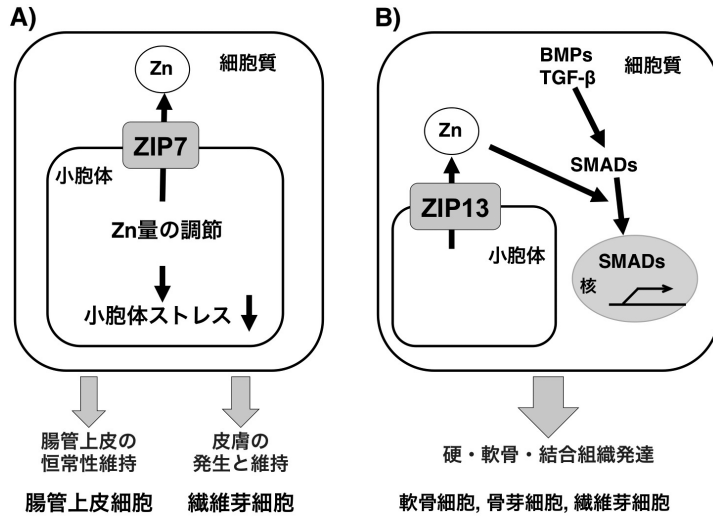 A)
Zn
細胞質
ZIP7
小胞体
Zn量の調節
小胞体ストレス
腸管上皮の
恒常性維持
皮膚の
発生と維持
腸管上皮細胞
繊維芽細胞
B)
BMPs
TGF-β
細胞質
Zn
SMADs
ZIP13
小胞体
SMADs
核
硬・軟骨・結合組織発達
軟骨細胞, 骨芽細胞, 繊維芽細胞